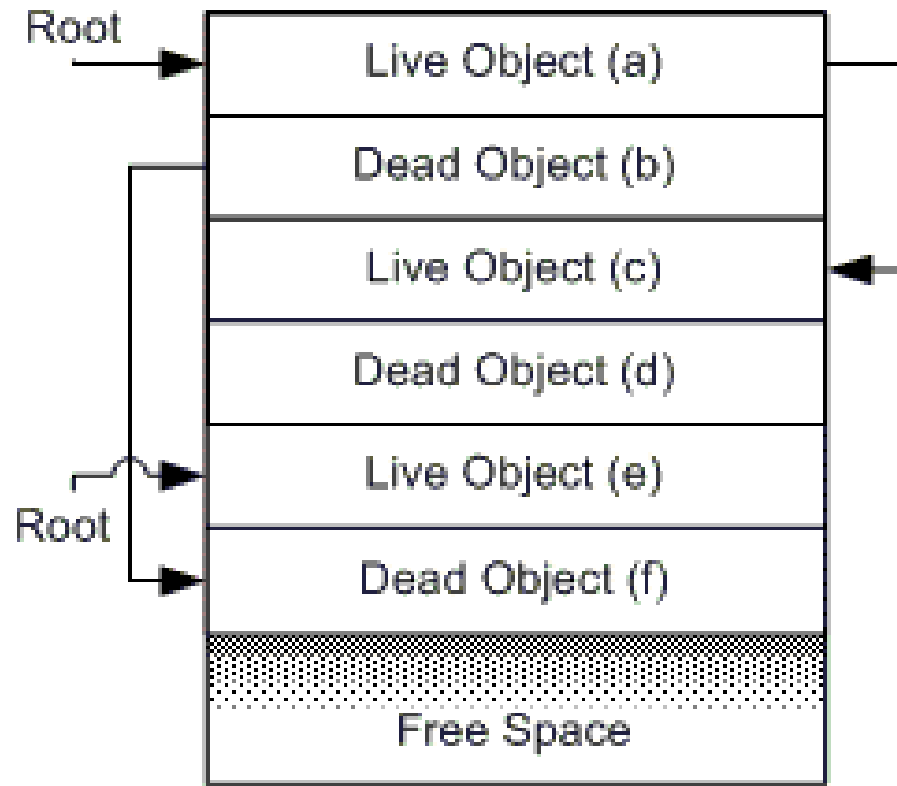 Root
Live Object (a)
Dead Object (b)
Live Object (c)
Dead Object (d)
Live Object (e)
Root
Dead Object (f)
Free Space